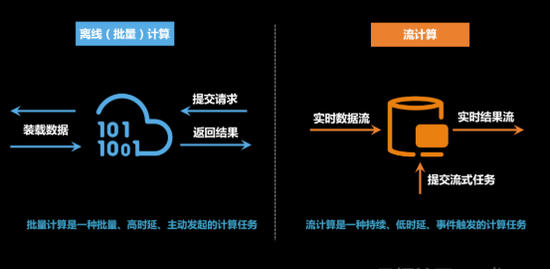 离线（批量）计算
流计算
提交请求
装载数据
返回结果
101
1001
实时数据流
实时结果流
提交流式任务
批量计算是一种批量、高时延、主动发起的计算任务
流计算是一种持续、低时延、事件触发的计算任务